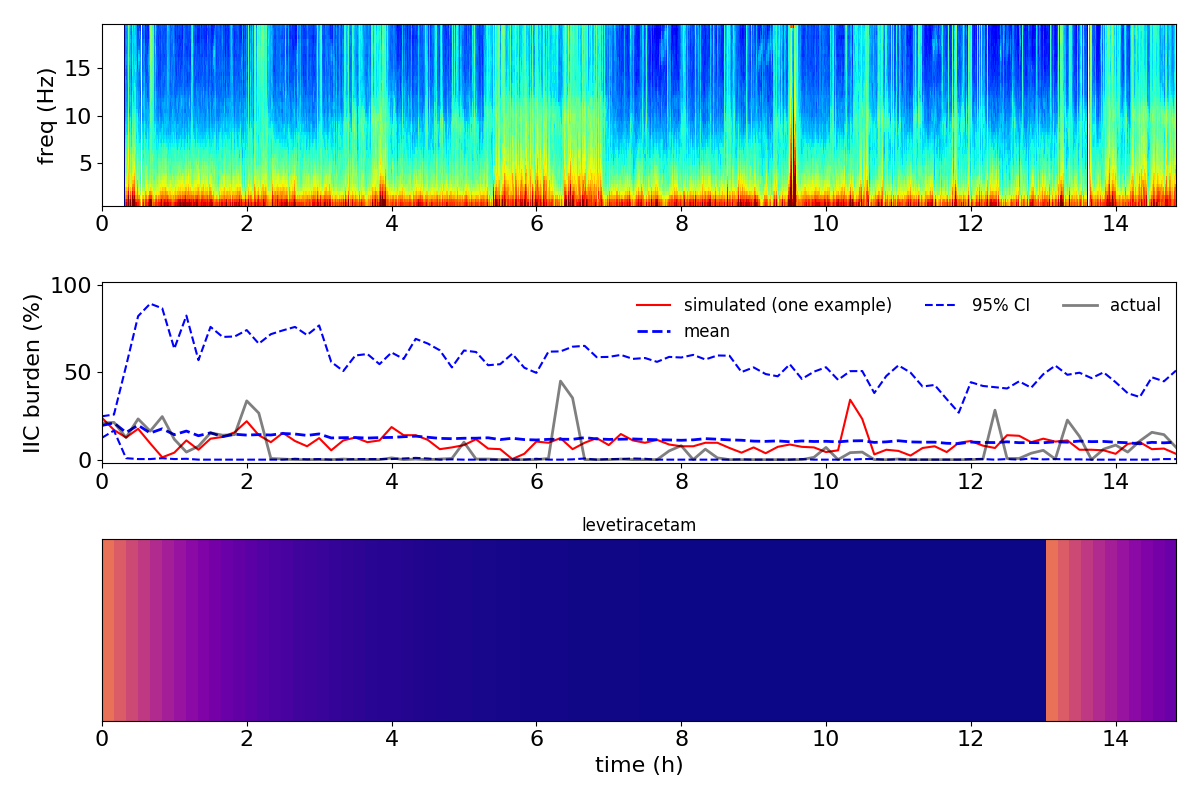 freq (Hz)
15
10
5
0 2 4 6 8 10 12 14
IIC burden (%)
100
50
0
simulated (one example) 95% CI actual
mean
0 2 4 6 8 10 12 14
levetiracetam
0 2 4 6 8 10 12 14
time (h)